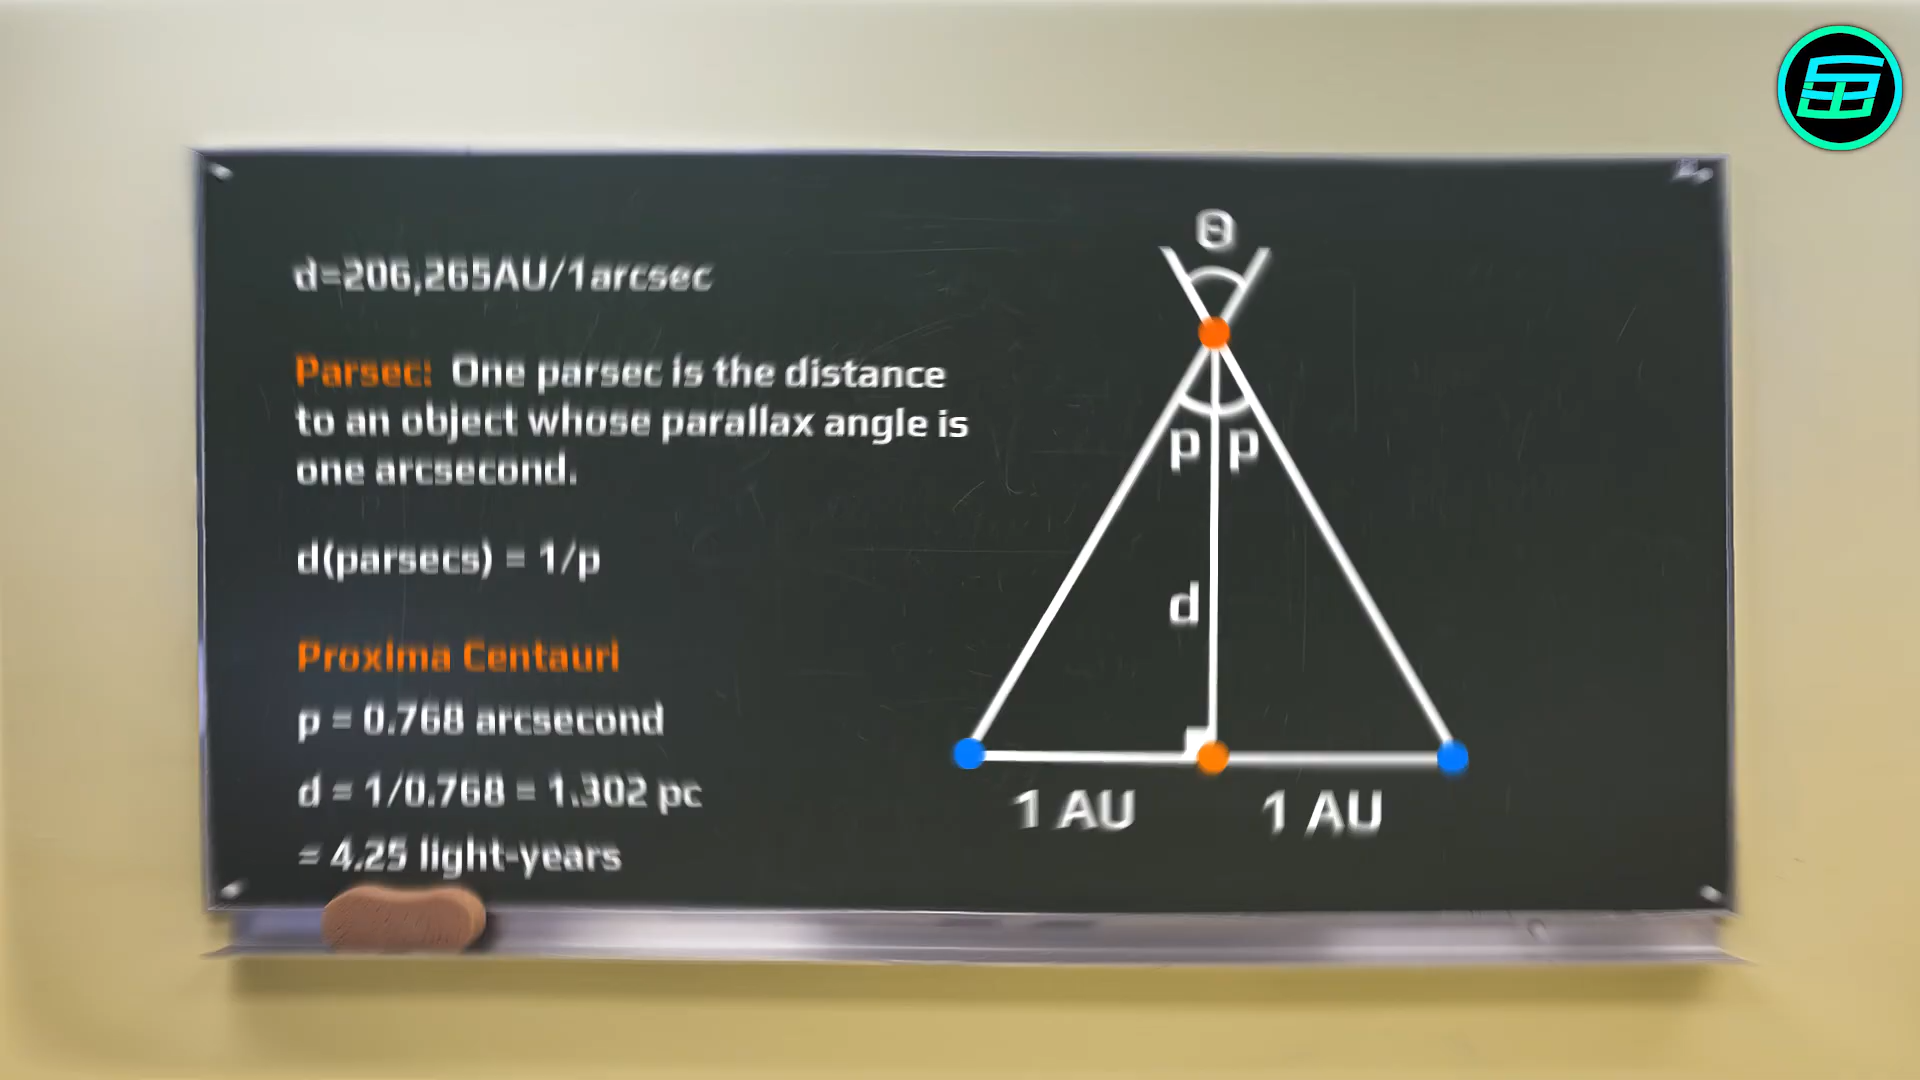 d=206,265AU/1arcsec
Parsec: One parsec is the distance
to an object whose parallax angle is
one arcsecond.
d(parsecs) = 1/p
Proxima Centauri
p = 0.768 arcsecond
d = 1/0.768 = 1.302 pc
= 4.25 light-years
θ
p p
d
1 AU 1 AU